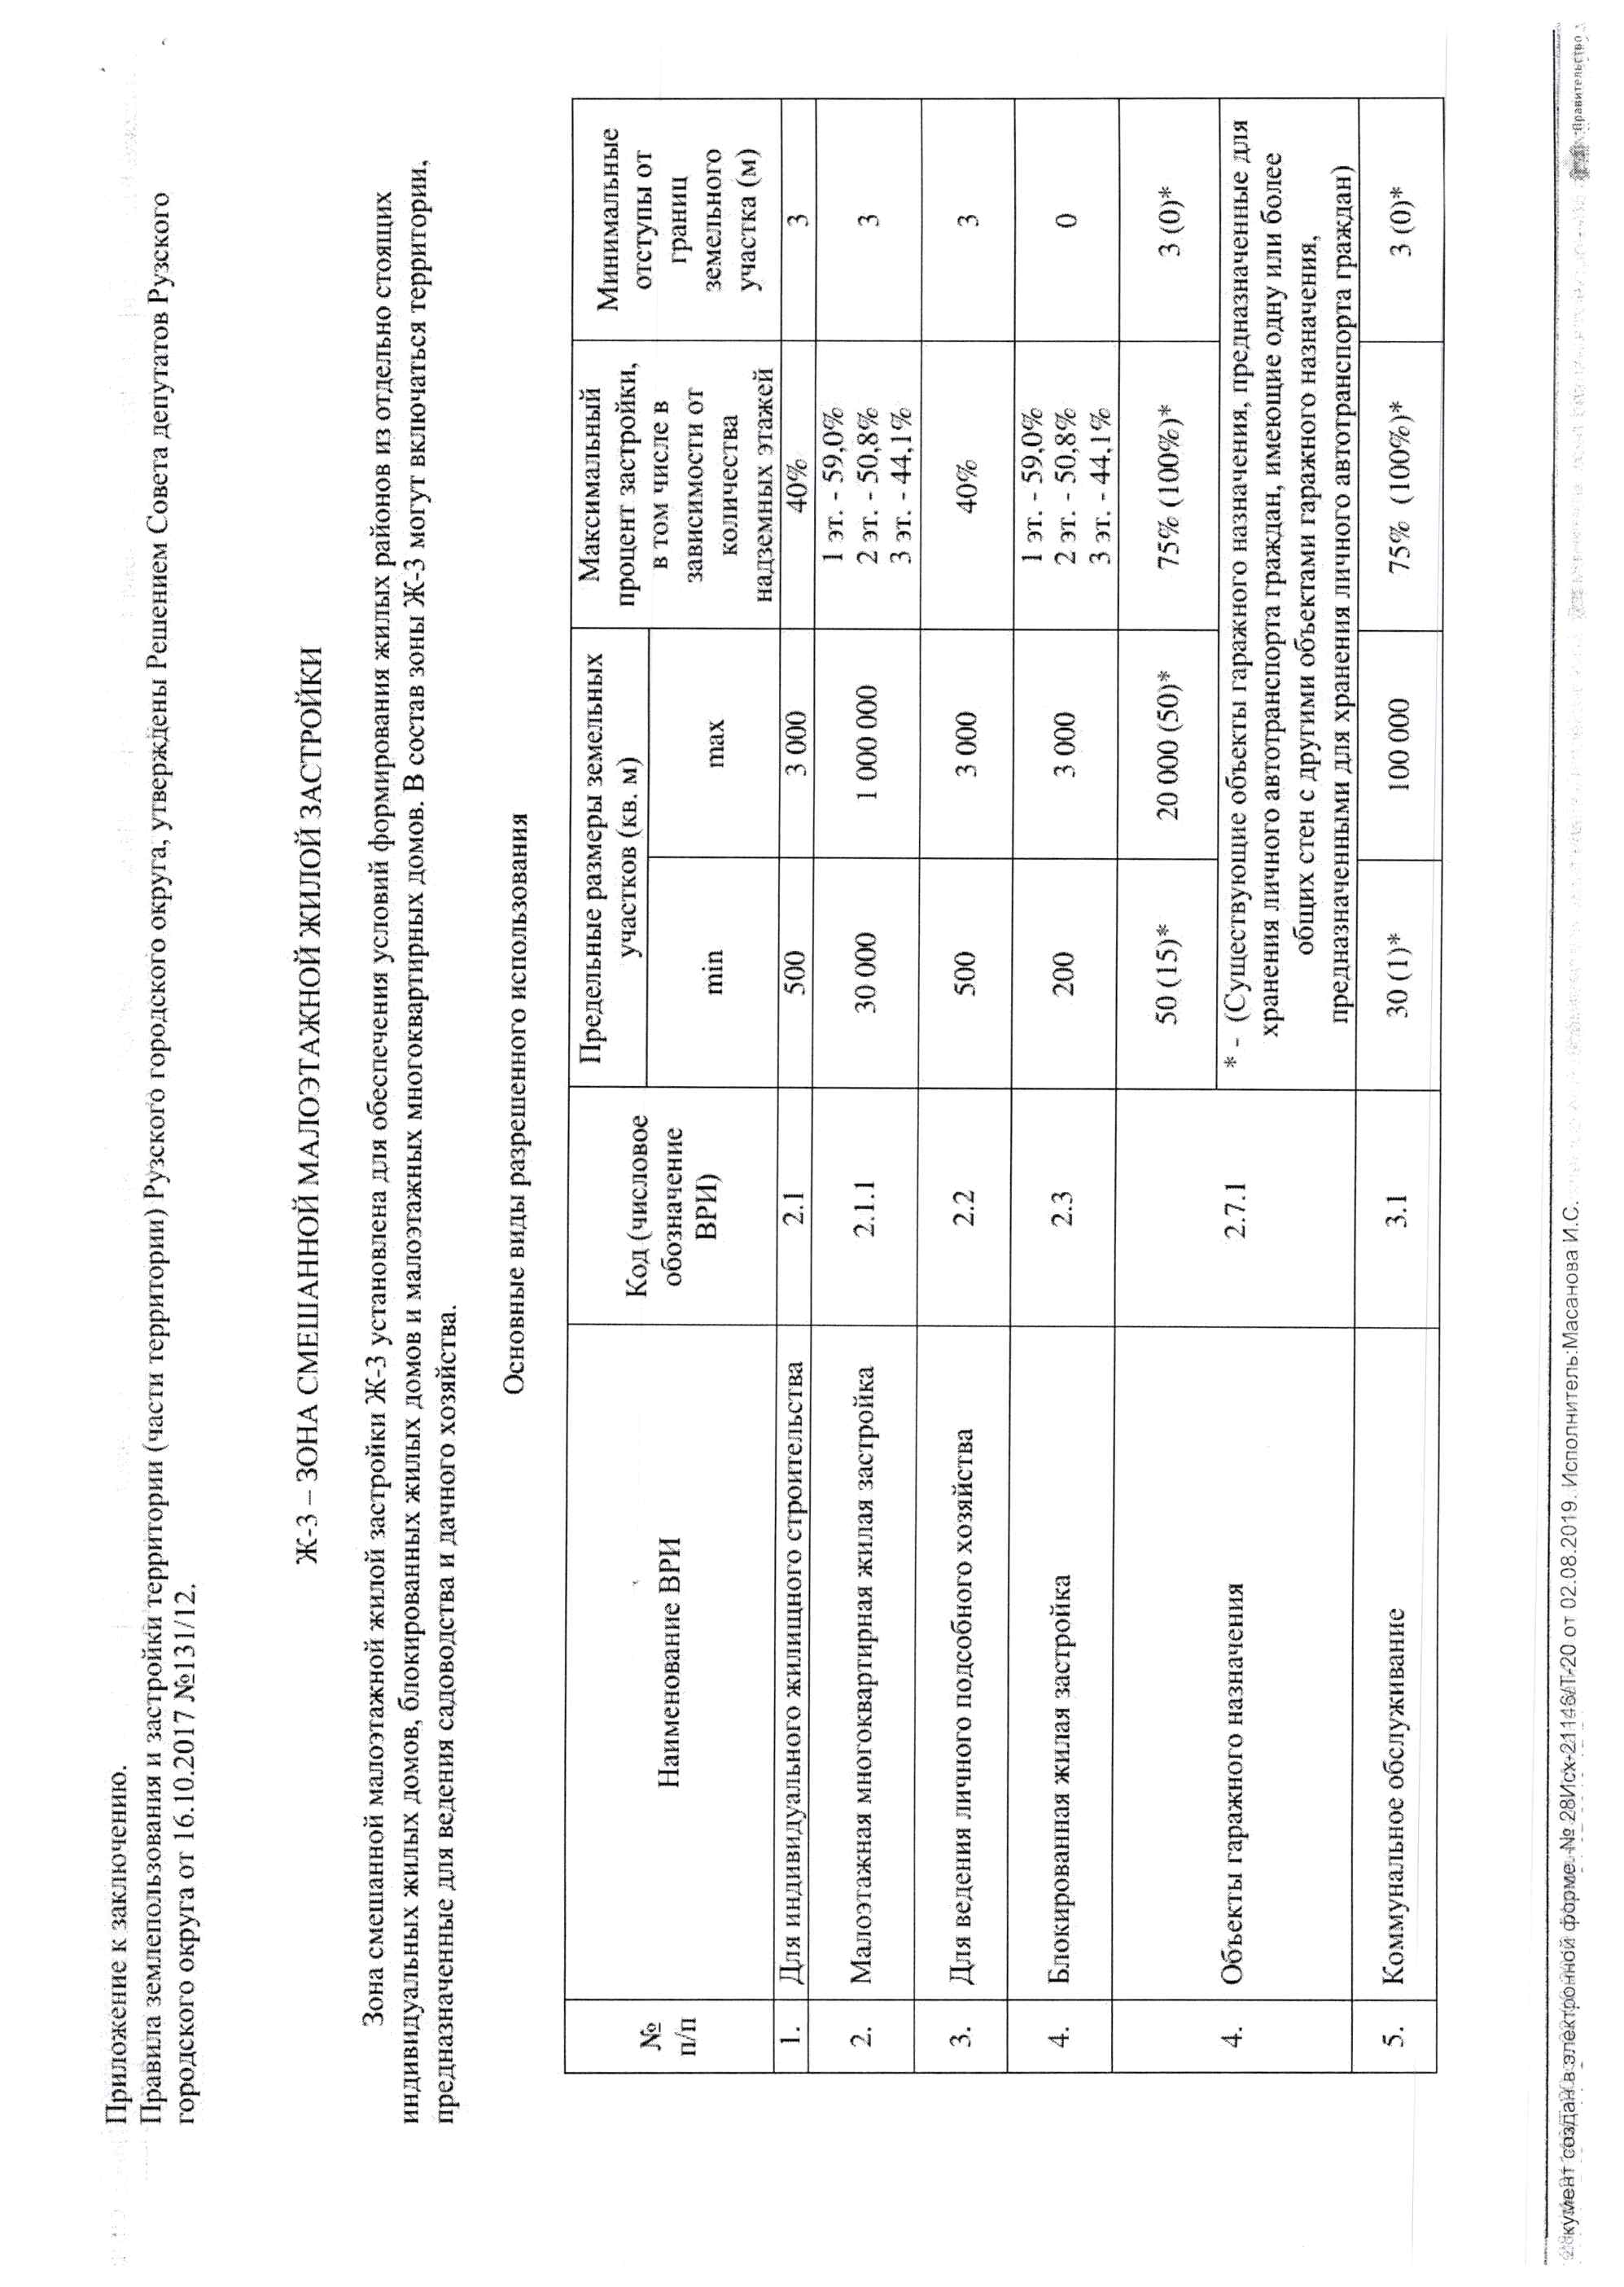 Приложение к заключению.
Правила землепользования и застройки территории (части территории) Рузского городского округа, утверждены Решением Совета депутатов Рузского
городского округа от 16.10.2017 №131/12.
Ж-3 – ЗОНА СМЕШАННОЙ МАЛОЭТАЖНОЙ ЖИЛОЙ ЗАСТРОЙКИ
Зона смешанной малоэтажной жилой застройки Ж-3 установлена для обеспечения условий формирования жилых районов из отдельно стоящих
индивидуальных жилых домов, блокированных жилых домов и малоэтажных многоквартирных домов. В состав зоны Ж-3 могут включаться территории,
предназначенные для ведения садоводства и дачного хозяйства.
Основные виды разрешенного использования
№
п/п
Наименование ВРИ
Код (числовое
обозначение
ВРИ)
Предельные размеры земельных
участков (кв. м)
min
max
Максимальный
процент застройки,
в том числе в
зависимости от
количества
надземных этажей
Минимальные
отступы от
границ
земельного
участка (м)
1. Для индивидуального жилищного строительства 2.1 500 3 000 40% 3
2. Малоэтажная многоквартирная жилая застройка 2.1.1 30 000 1 000 000 1 эт. - 59,0%
2 эт. - 50,8%
3 эт. - 44,1%
3
3. Для ведения личного подсобного хозяйства 2.2 500 3 000 40% 3
4. Блокированная жилая застройка 2.3 200 3 000 1 эт. - 59,0%
2 эт. - 50,8%
3 эт. - 44,1%
0
4. Объекты гаражного назначения 2.7.1 50 (15)* 20 000 (50)* 75% (100%)* 3 (0)*
* - (Существующие объекты гаражного назначения, предназначенные для
хранения личного автотранспорта граждан, имеющие одну или более
общих стен с другими объектами гаражного назначения,
предназначенными для хранения личного автотранспорта граждан)
5. Коммунальное обслуживание 3.1 30 (1)* 100 000 75% (100%)* 3 (0)*
кумент создан в электронной форме. № 28Исх-21146/Т-20 от 02.08.2019. Исполнитель:Масанова И.С.
Правительство